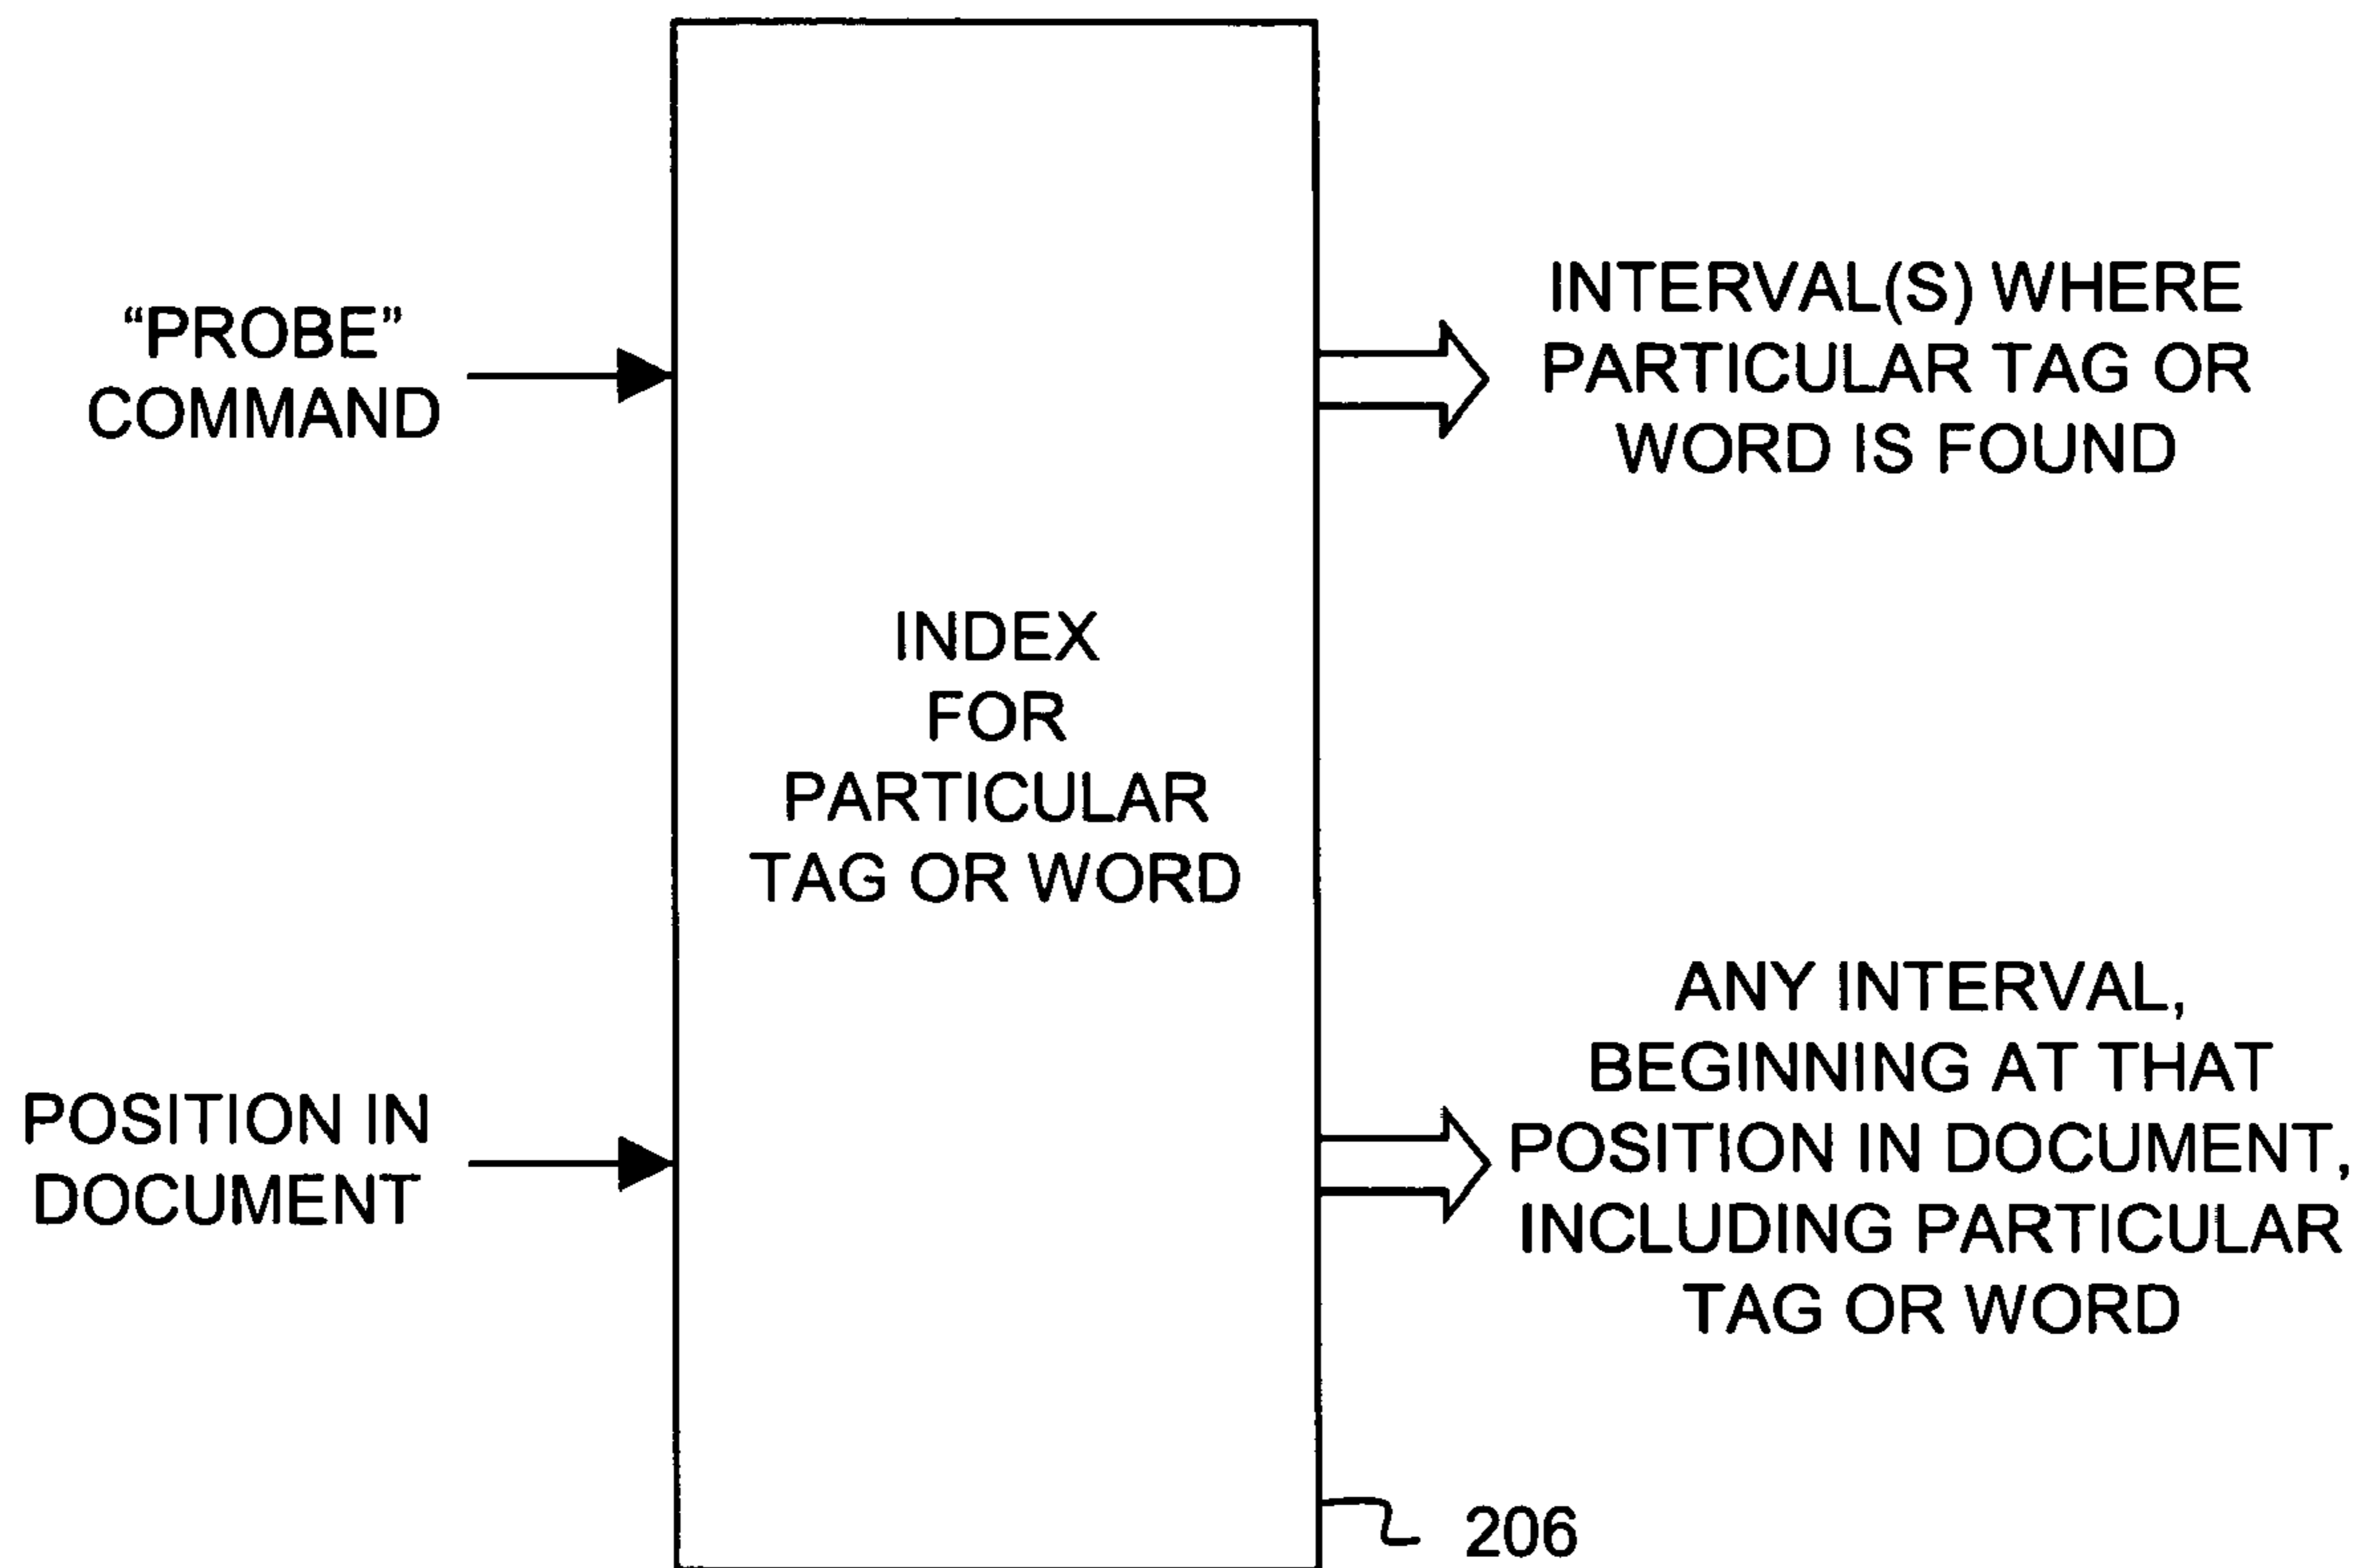 “PROBE”
COMMAND
INTERVAL(S) WHERE
PARTICULAR TAG OR
WORD IS FOUND
INDEX
FOR
PARTICULAR
TAG OR WORD
POSITION IN
DOCUMENT
ANY INTERVAL,
BEGINNING AT THAT
POSITION IN DOCUMENT,
INCLUDING PARTICULAR
TAG OR WORD
206